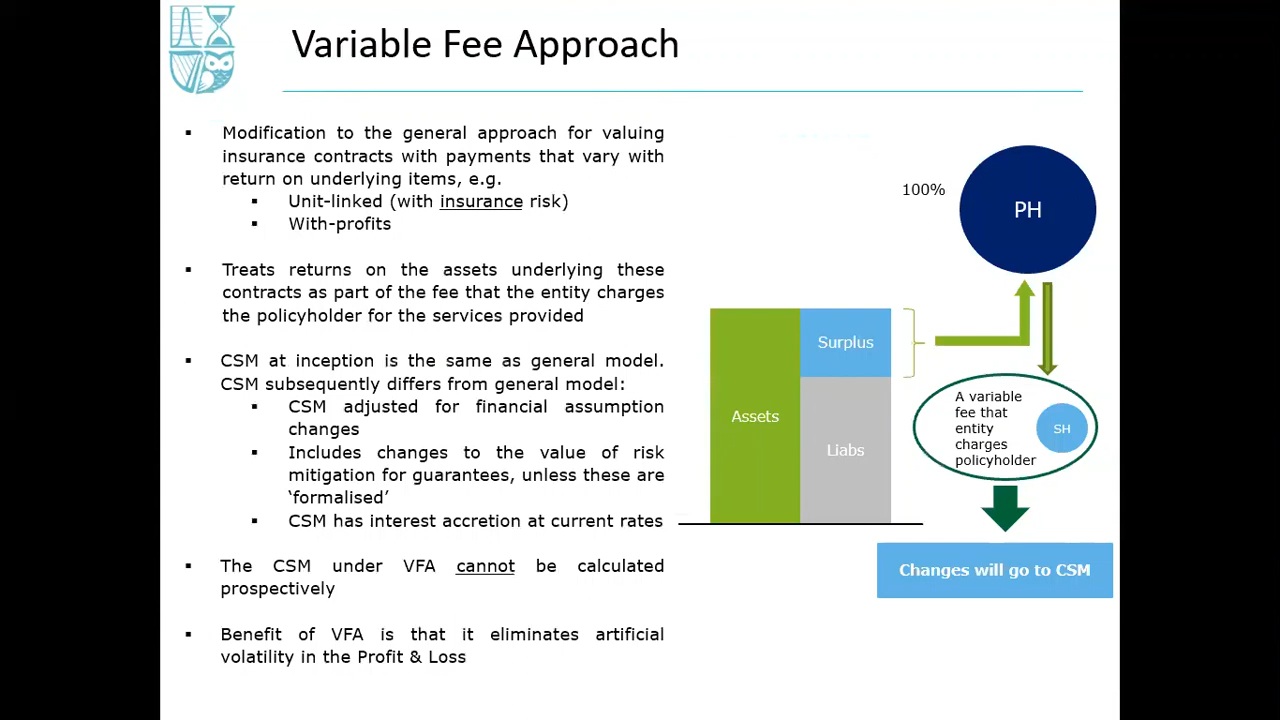 Variable Fee Approach
▪ Modification to the general approach for valuing
insurance contracts with payments that vary with
return on underlying items, e.g.
▪ Unit-linked (with insurance risk)
▪ With-profits
▪ Treats returns on the assets underlying these
contracts as part of the fee that the entity charges
the policyholder for the services provided
▪ CSM at inception is the same as general model.
CSM subsequently differs from general model:
▪ CSM adjusted for financial assumption
changes
▪ Includes changes to the value of risk
mitigation for guarantees, unless these are
‘formalised’
▪ CSM has interest accretion at current rates
▪ The CSM under VFA cannot be calculated
prospectively
▪ Benefit of VFA is that it eliminates artificial
volatility in the Profit & Loss
100%
PH
Surplus
Assets
Liabs
A variable
fee that
entity
charges
policyholder
SH
Changes will go to CSM